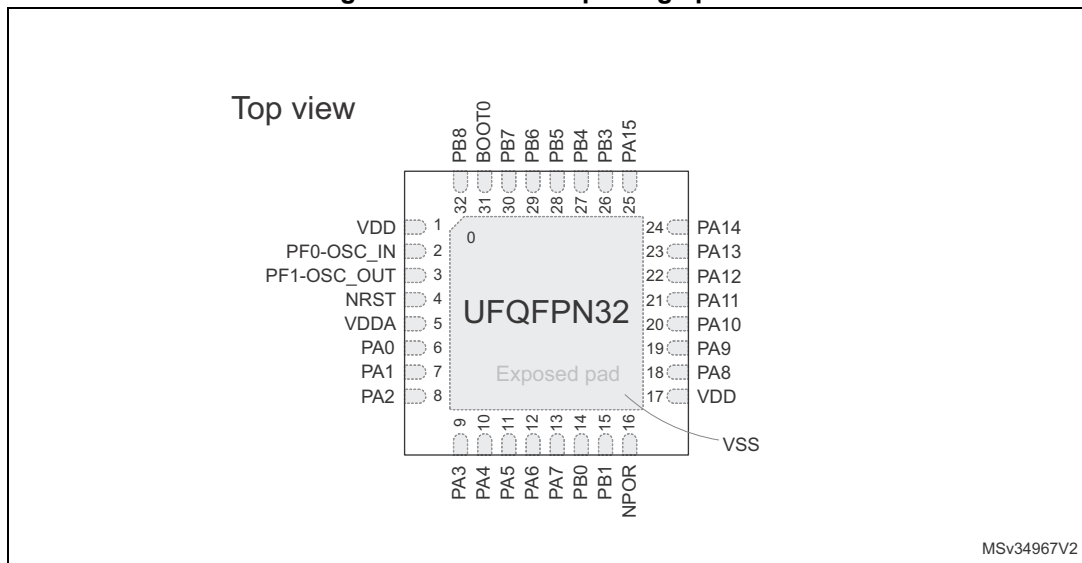 Top view
PB8
BOOT0
PB7
PB6
PB5
PB4
PB3
PA15
32
31
30
29
28
27
26
25
VDD 1
PF0-OSC_IN 2
PF1-OSC_OUT 3
NRST 4
VDDA 5
PA0 6
PA1 7
PA2 8
0
UFQFPN32
Exposed pad
24 PA14
23 PA13
22 PA12
21 PA11
20 PA10
19 PA9
18 PA8
17 VDD
VSS
9
10
11
12
13
14
15
16
PA3
PA4
PA5
PA6
PA7
PB0
PB1
NPOR
MSv34967V2